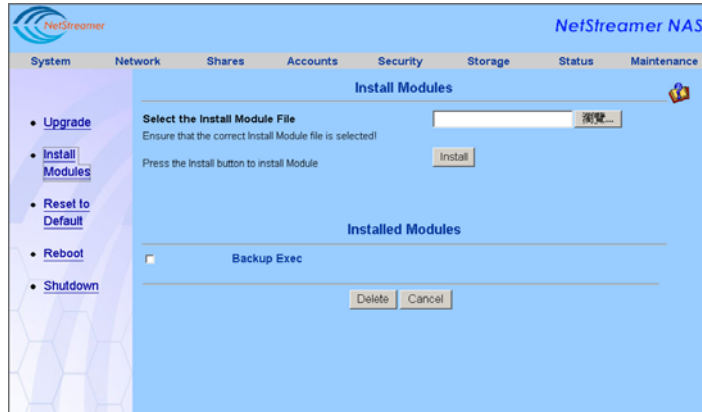 NetStreamer
NetStreamer NAS
System Network Shares Accounts Security Storage Status Maintenance
Install Modules
Upgrade
Install
Modules
Reset to
Default
Reboot
Shutdown
Select the Install Module File
瀏覽...
Ensure that the correct Install Module file is selected!
Press the Install button to install Module
Install
Installed Modules
Backup Exec
Delete Cancel